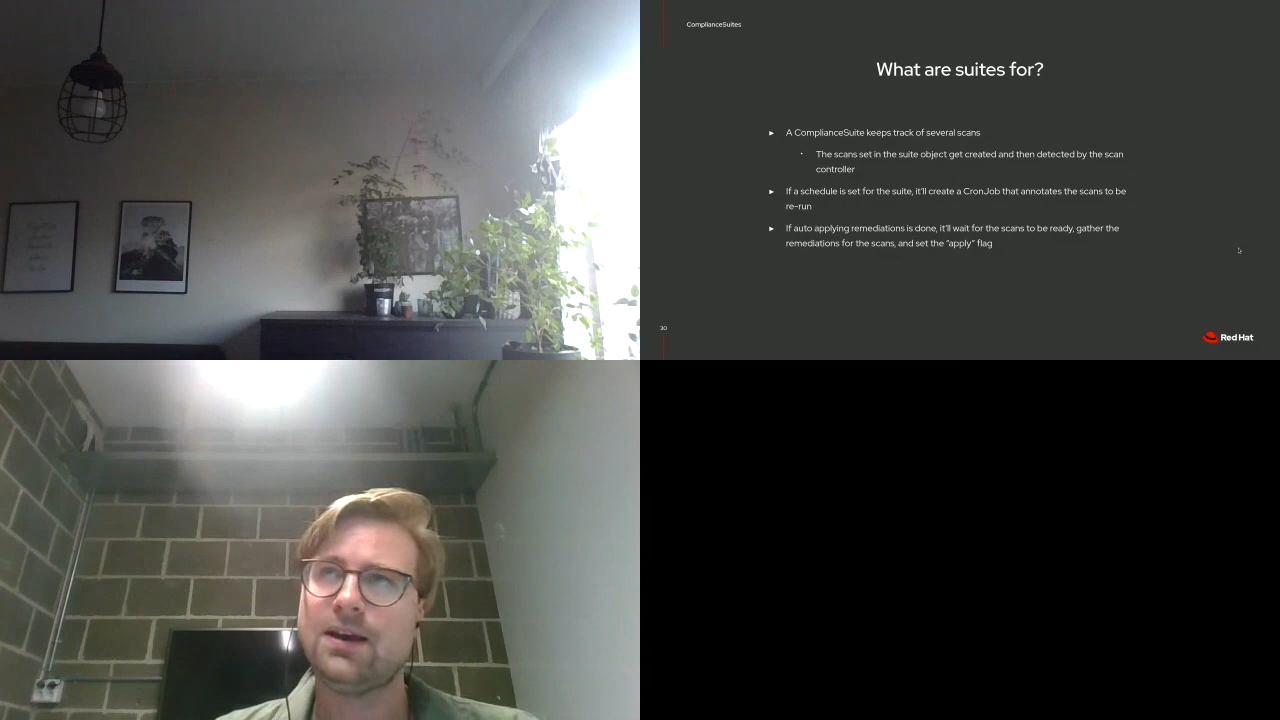 ComplianceSuites
What are suites for?
► A ComplianceSuite keeps track of several scans
• The scans set in the suite object get created and then detected by the scan
controller
► If a schedule is set for the suite, it'll create a CronJob that annotates the scans to be
re-run
► If auto applying remediations is done, it'll wait for the scans to be ready, gather the
remediations for the scans, and set the "apply" flag
30
Red Hat